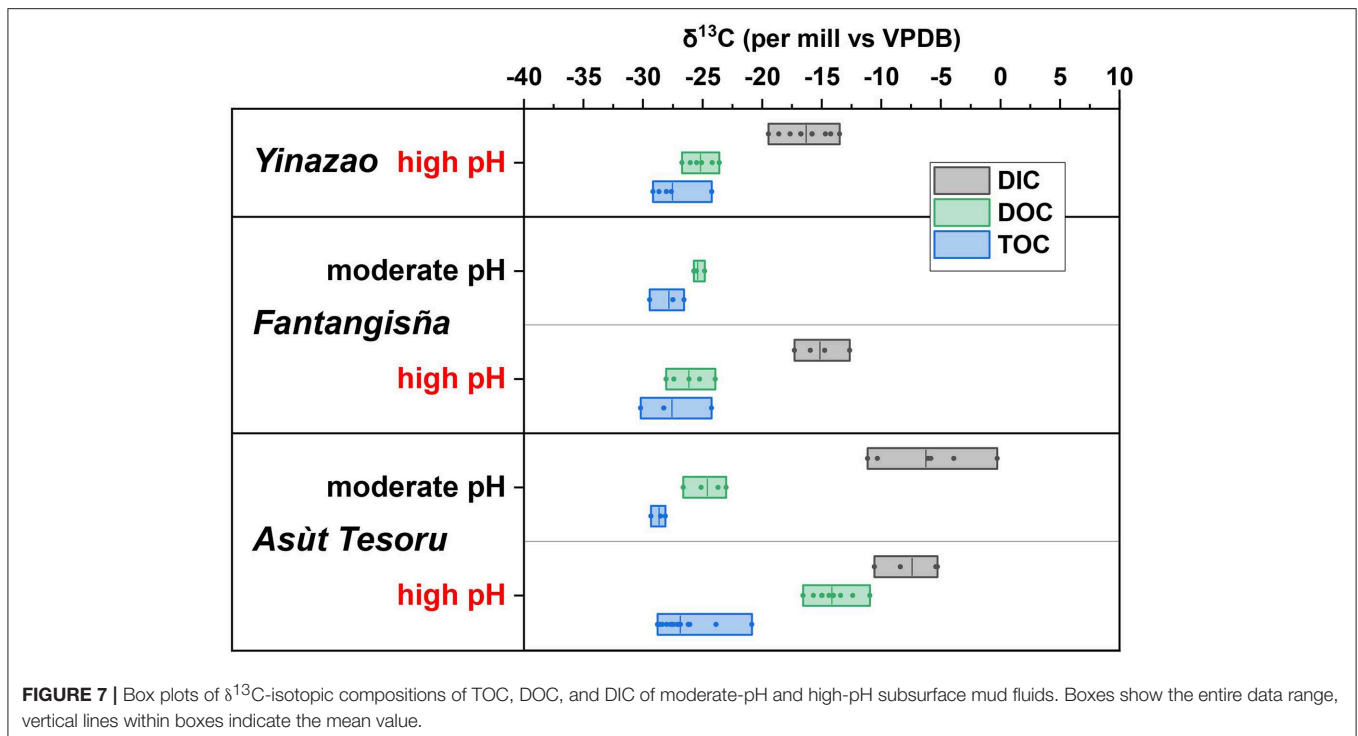 δ13C (per mill vs VPDB)
-40 -35 -30 -25 -20 -15 -10 -5 0 5 10
Yinazao high pH
DIC
DOC
TOC
moderate pH
Fantangisña
high pH
moderate pH
Asùt Tesoru
high pH
FIGURE 7 | Box plots of δ13C-isotopic compositions of TOC, DOC, and DIC of moderate-pH and high-pH subsurface mud fluids. Boxes show the entire data range,
vertical lines within boxes indicate the mean value.